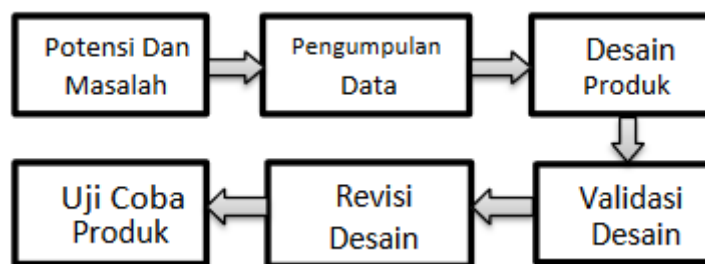 Potensi Dan
Masalah
Pengumpulan
Data
Desain
Produk
Validasi
Desain
Revisi
Desain
Uji Coba
Produk